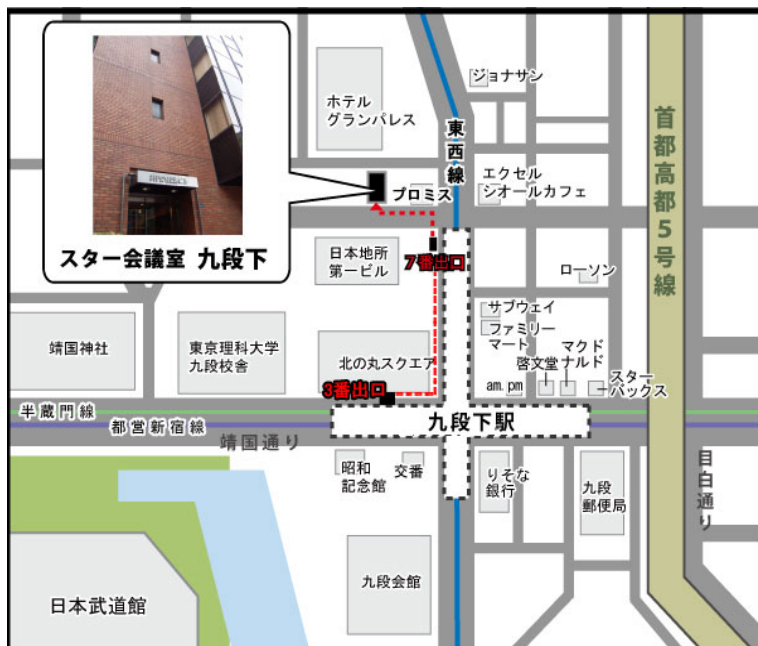 ジョナサン
ホテル
グランパレス
東西線
首都高都5号線
エクセル
シオールカフェ
プロミス
スター会議室 九段下
日本地所
第一ビル
7番出口
ローソン
サブウェイ
ファミリー
マート
マクド
ナルド
啓文堂
スター
バックス
am.pm
靖国神社
東京理科大学
九段校舎
北の丸スクエア
3番出口
半蔵門線
都営新宿線
靖国通り
九段下駅
目白通り
昭和
記念館
交番
りそな
銀行
九段
郵便局
九段会館
日本武道館